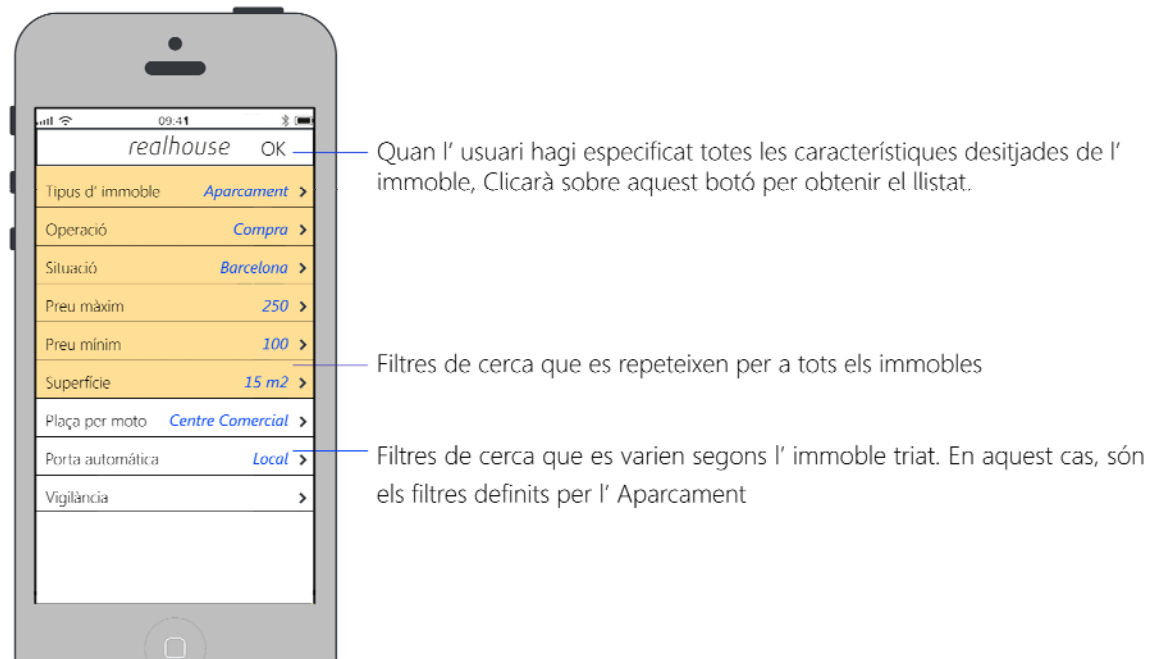 09:41
realhouse OK
Tipus d' immoble Aparcament
Operació Compra
Situació Barcelona
Preu màxim 250
Preu mínim 100
Superfície 15 m2
Plaça per moto Centre Comercial
Porta automática Local
Vigilància
Quan l' usuari hagi especificat totes les característiques desitjades de l'
immoble, Clicarà sobre aquest botó per obtenir el llistat.
Filtres de cerca que es repeteixen per a tots els immobles
Filtres de cerca que es varien segons l' immoble triat. En aquest cas, són
els filtres definits per l' Aparcament